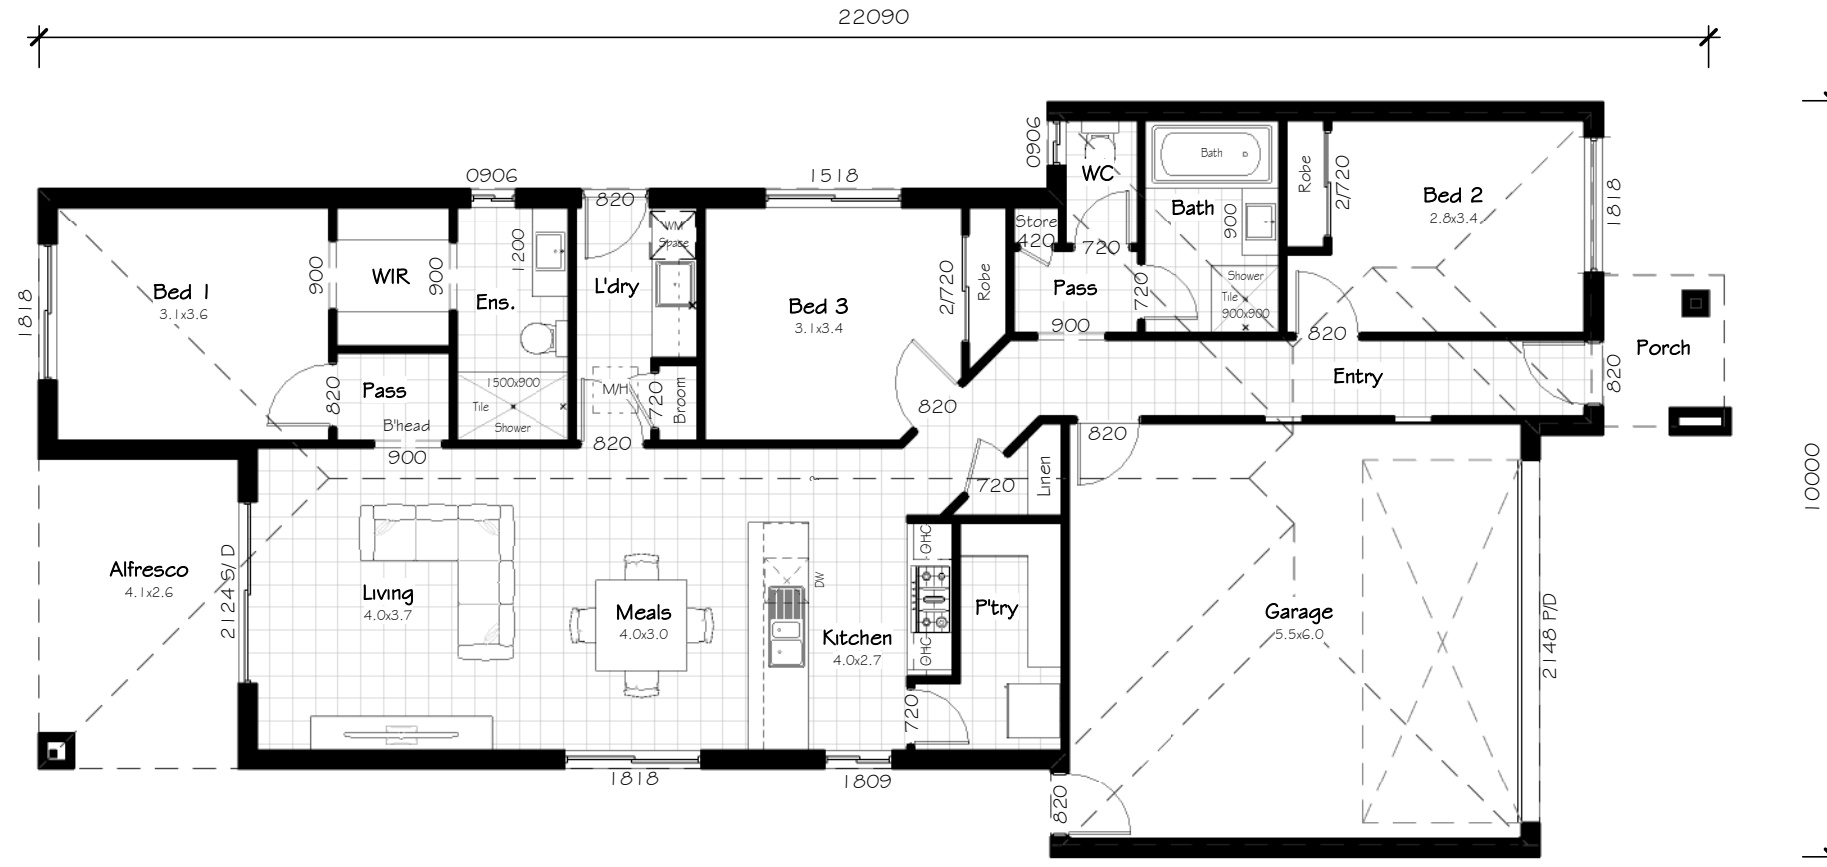 22090
0906
0906
1518
820
WM
Space
WC
Bath
Robe
2/720
Bed 2
2.8x3.4
1818
Store
420
720
Bath
900
1200
Bed 1
3.1x3.6
900
WIR
900
Ens.
L'dry
Bed 3
3.1x3.4
2/720
Robe
Pass
720
Shower
Tile
900x900
1818
900
820
Porch
Entry
820
Pass
820
B'head
900
1500x900
Tile
Shower
M/H
720
Broom
820
820
820
720
Linen
10000
Alfresco
4.1x2.6
2124 S/D
Living
4.0x3.7
Meals
4.0x3.0
DW
Kitchen
4.0x2.7
OHC
OHC
P'try
720
Garage
5.5x6.0
2148 P/D
1818
1809
820